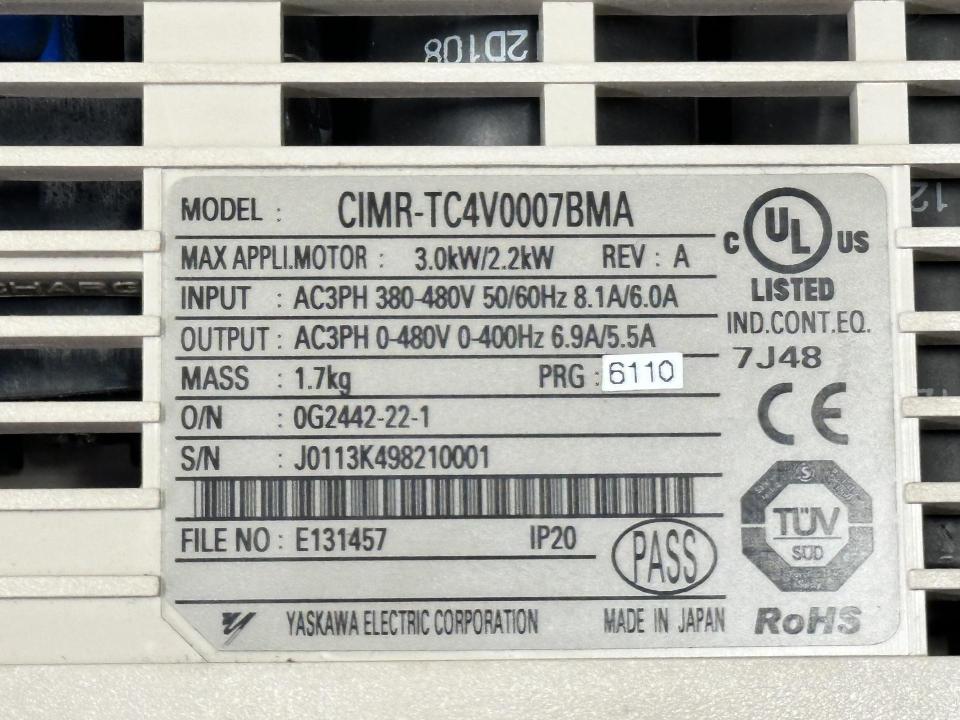 2D108
MODEL : CIMR-TC4V0007BMA
MAX APPLI.MOTOR : 3.0kW/2.2kW REV : A
INPUT : AC3PH 380-480V 50/60Hz 8.1A/6.0A
OUTPUT : AC3PH 0-480V 0-400Hz 6.9A/5.5A
MASS : 1.7kg PRG : 6110
O/N : 0G2442-22-1
S/N : J0113K498210001
FILE NO : E131457 IP20
PASS
YASKAWA ELECTRIC CORPORATION MADE IN JAPAN
C UL US
LISTED
IND.CONT.EQ.
7J48
CE
TÜV
SÜD
RoHS